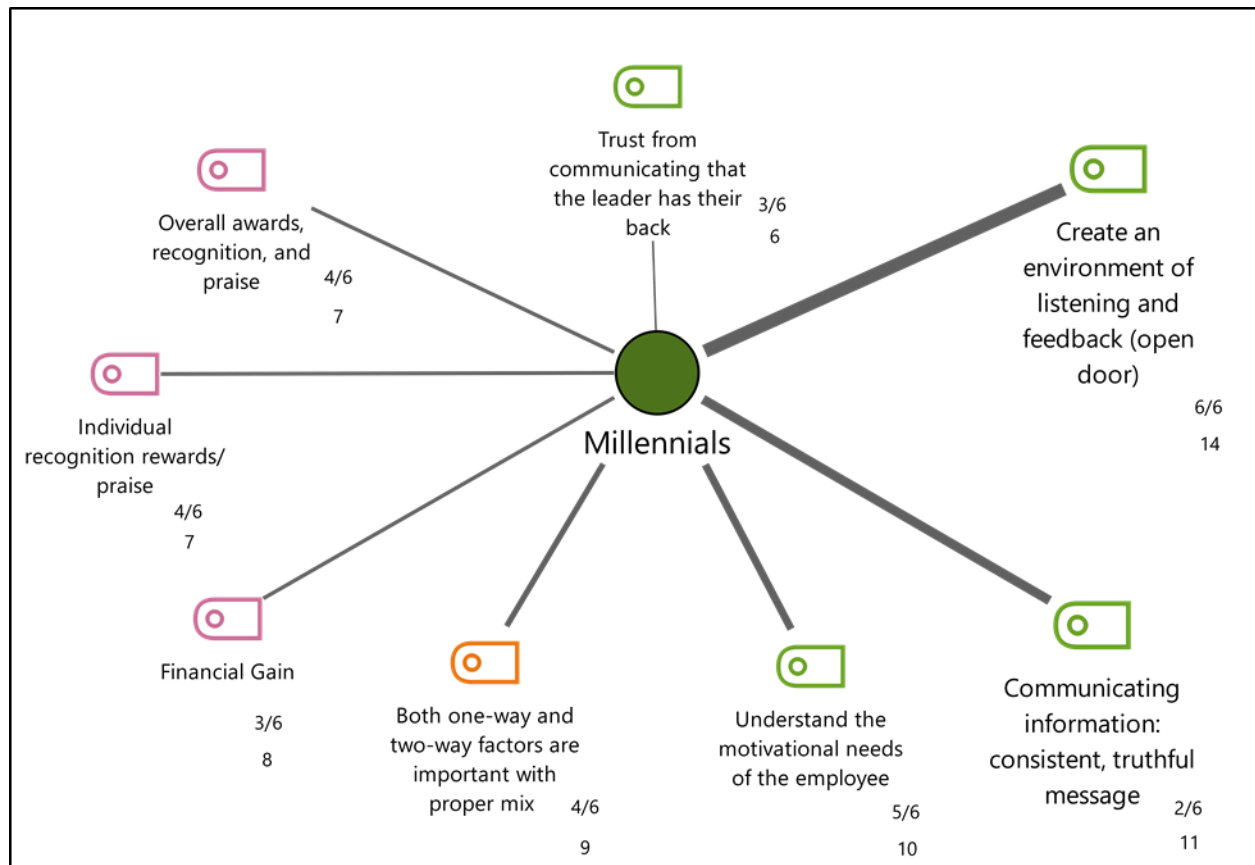 Trust from
communicating that
the leader has their
back
3/6
6
Overall awards,
recognition, and
praise
4/6
7
Create an
environment of
listening and
feedback (open
door)
6/6
14
Individual
recognition rewards/
praise
4/6
7
Millennials
Financial Gain
3/6
8
Both one-way and
two-way factors are
important with
proper mix
4/6
9
Understand the
motivational needs
of the employee
5/6
10
Communicating
information:
consistent, truthful
message
2/6
11